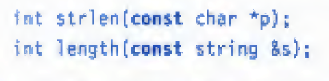 int strlen(const char *p);
int length(const string &s);